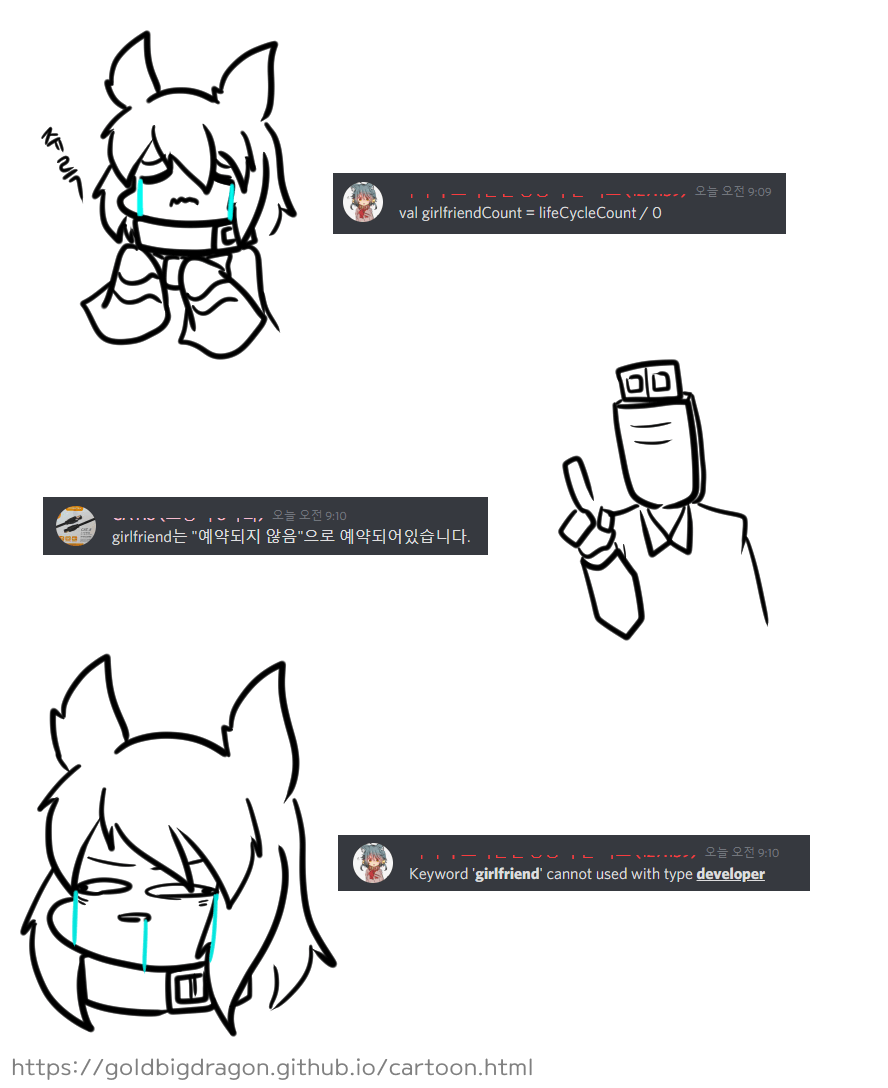 쥬르륵
오늘 오전 9:09
val girlfriendCount = lifeCycleCount / 0
오늘 오전 9:10
girlfriend는 "예약되지 않음"으로 예약되어있습니다.
오늘 오전 9:10
Keyword 'girlfriend' cannot used with type developer
https://goldbigdragon.github.io/cartoon.html